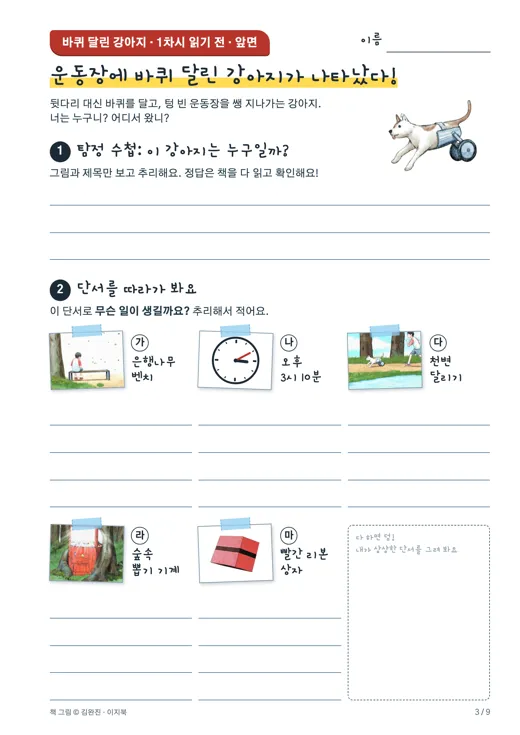 바퀴 달린 강아지 · 1차시 읽기 전 · 앞면
이름
운동장에 바퀴 달린 강아지가 나타났다!
뒷다리 대신 바퀴를 달고, 텅 빈 운동장을 쌩 지나가는 강아지.
너는 누구니? 어디서 왔니?
1 탐정 수첩: 이 강아지는 누구일까?
그림과 제목만 보고 추리해요. 정답은 책을 다 읽고 확인해요!
2 단서를 따라가 봐요
이 단서로 무슨 일이 생길까요? 추리해서 적어요.
가
은행나무
벤치
나
오후
3시 10분
다
천변
달리기
라
숲속
뽑기 기계
마
빨간 리본
상자
다 하면 덤!
내가 상상한 단서를 그려 봐요
책 그림 © 김완진 · 이지북
3 / 9